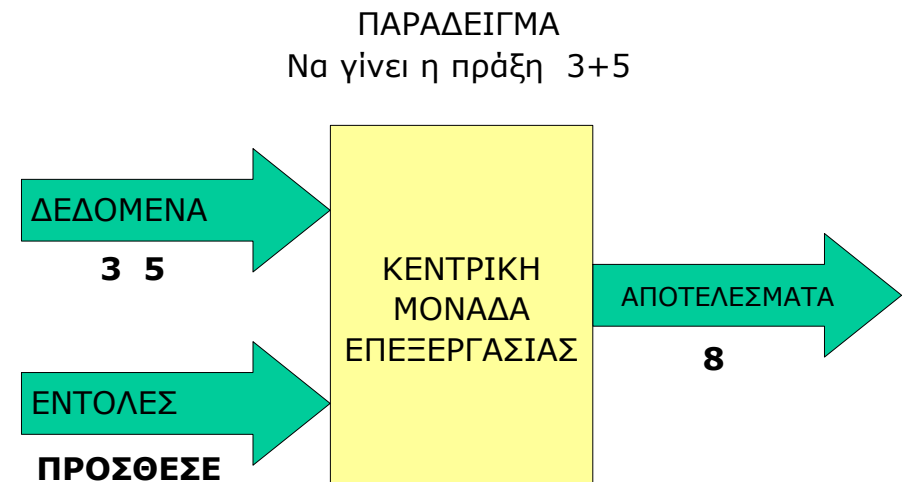 ΠΑΡΑΔΕΙΓΜΑ
Να γίνει η πράξη 3+5
ΔΕΔΟΜΕΝΑ
3 5
ΕΝΤΟΛΕΣ
ΠΡΟΣΘΕΣΕ
ΚΕΝΤΡΙΚΗ
ΜΟΝΑΔΑ
ΕΠΕΞΕΡΓΑΣΙΑΣ
ΑΠΟΤΕΛΕΣΜΑΤΑ
8